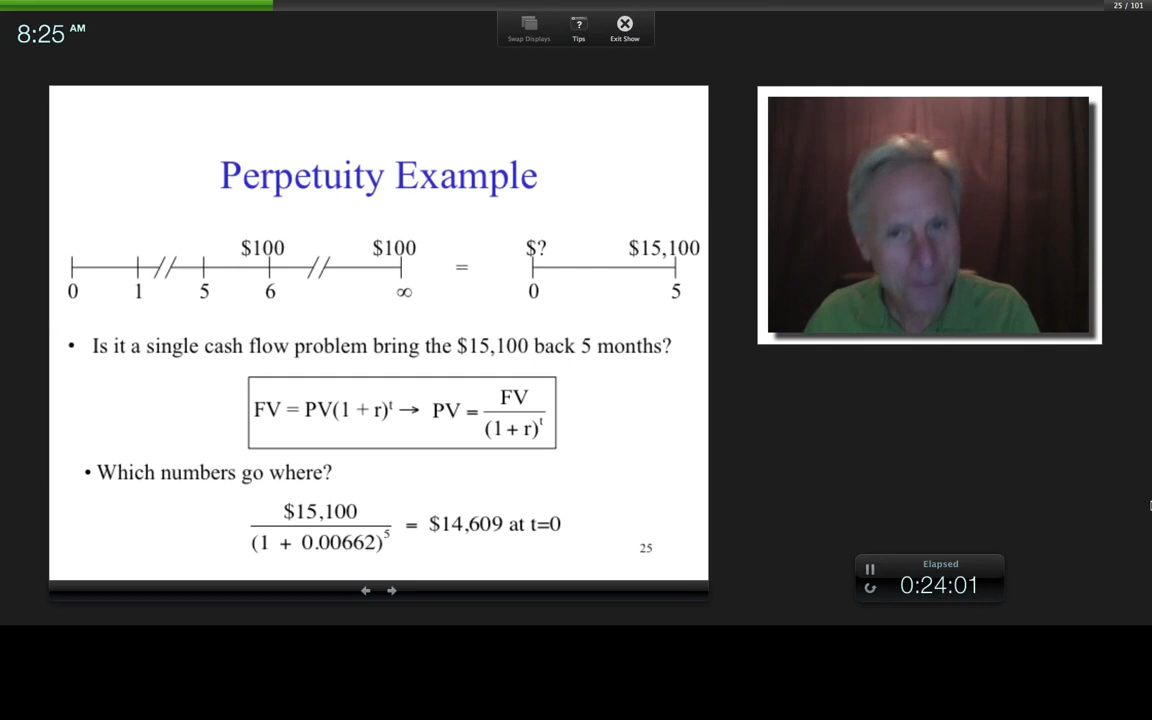 25 / 101
8:25 AM
Swap Displays Tips Exit Show
Perpetuity Example
$100 $100 $? $15,100
=
0 1 5 6 ∞ 0 5
• Is it a single cash flow problem bring the $15,100 back 5 months?
FV = PV(1 + r)^t → PV = FV / (1 + r)^t
• Which numbers go where?
$15,100 / (1 + 0.00662)^5 = $14,609 at t=0
25
Elapsed
0:24:01